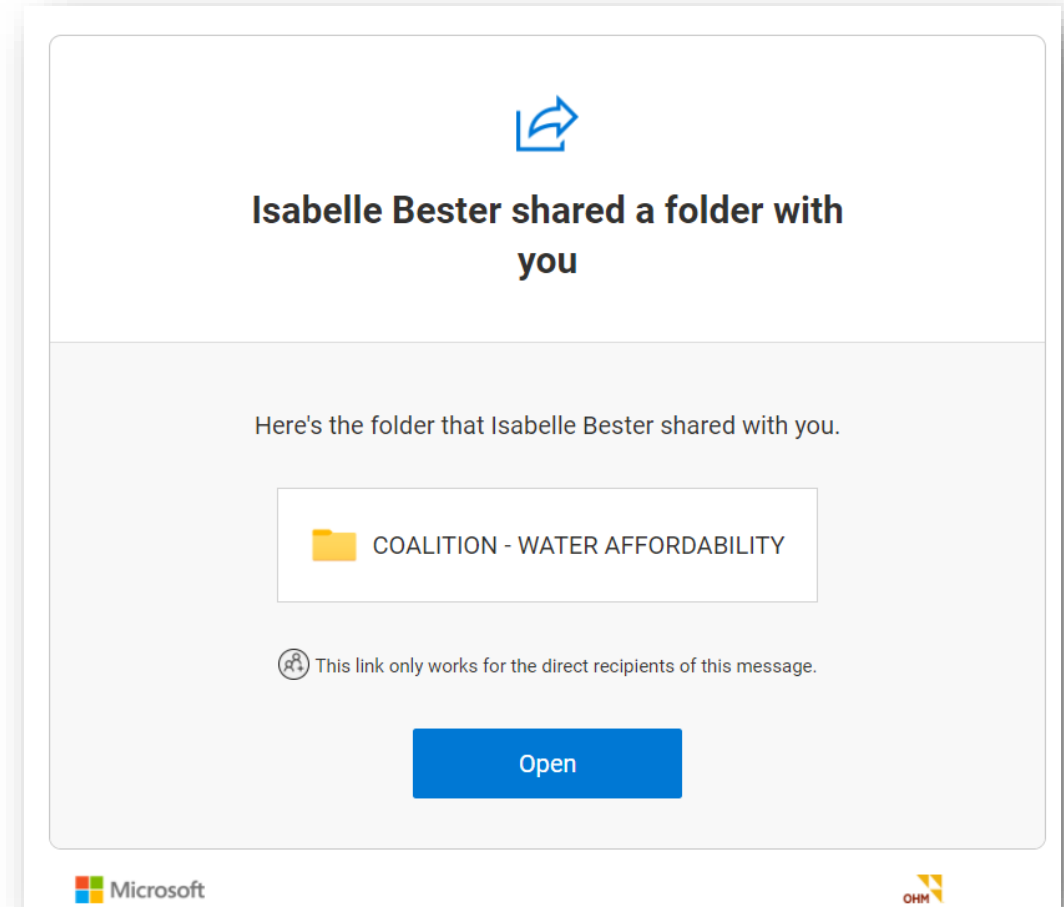 Isabelle Bester shared a folder with
you
Here's the folder that Isabelle Bester shared with you.
COALITION - WATER AFFORDABILITY
This link only works for the direct recipients of this message.
Open
Microsoft
OHM